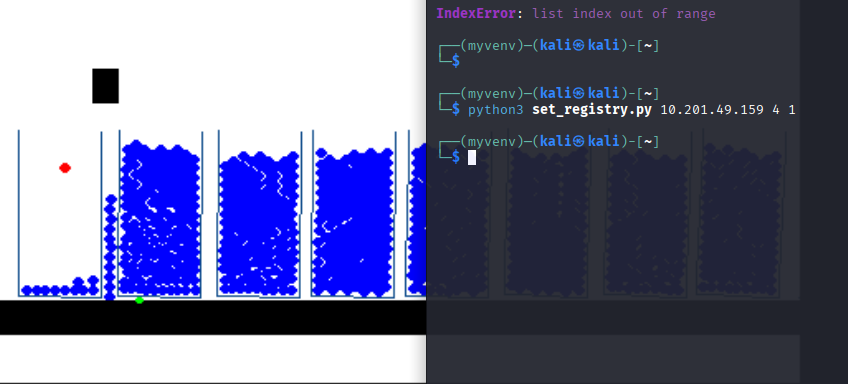 IndexError: list index out of range
┌──(myvenv)─(kali㉿kali)-[~]
└─$
┌──(myvenv)─(kali㉿kali)-[~]
└─$ python3 set_registry.py 10.201.49.159 4 1
┌──(myvenv)─(kali㉿kali)-[~]
└─$